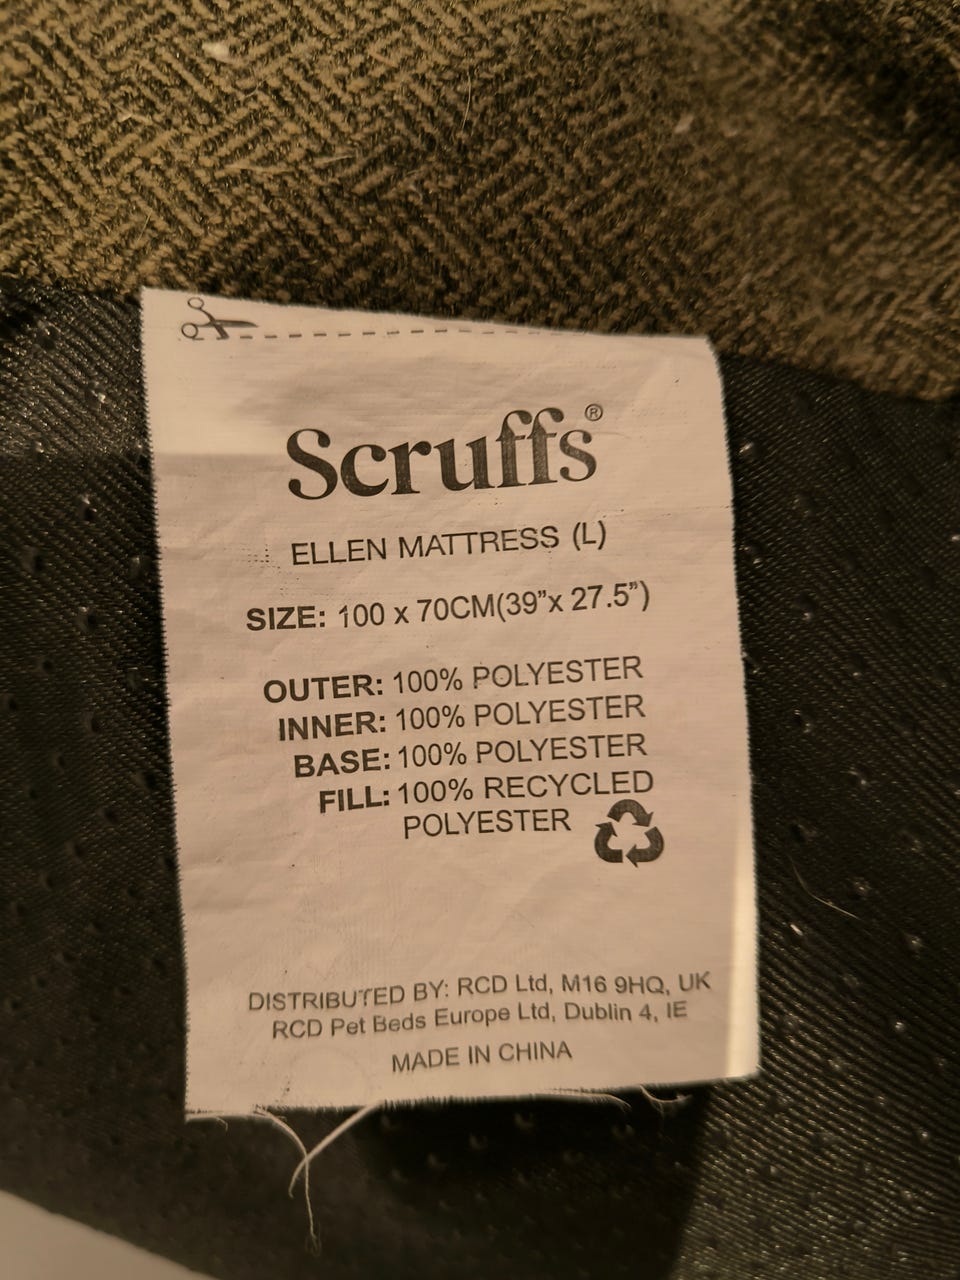 Scruffs®
ELLEN MATTRESS (L)
SIZE: 100 x 70CM(39”x 27.5”)
OUTER: 100% POLYESTER
INNER: 100% POLYESTER
BASE: 100% POLYESTER
FILL: 100% RECYCLED
POLYESTER
DISTRIBUTED BY: RCD Ltd, M16 9HQ, UK
RCD Pet Beds Europe Ltd, Dublin 4, IE
MADE IN CHINA